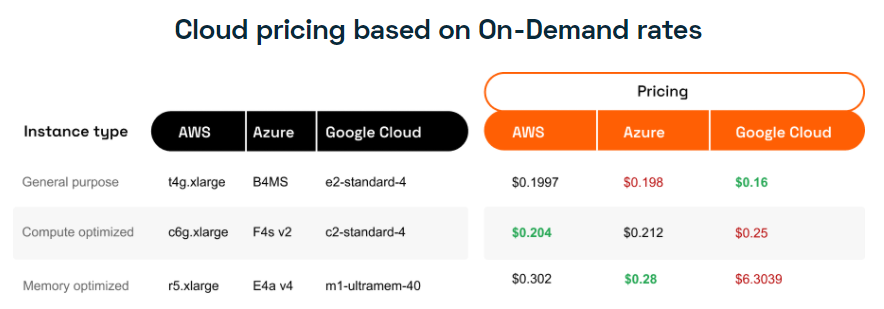 Cloud pricing based on On-Demand rates
Pricing
Instance type AWS Azure Google Cloud AWS Azure Google Cloud
General purpose t4g.xlarge B4MS e2-standard-4 $0.1997 $0.198 $0.16
Compute optimized c6g.xlarge F4s v2 c2-standard-4 $0.204 $0.212 $0.25
Memory optimized r5.xlarge E4a v4 m1-ultramem-40 $0.302 $0.28 $6.3039